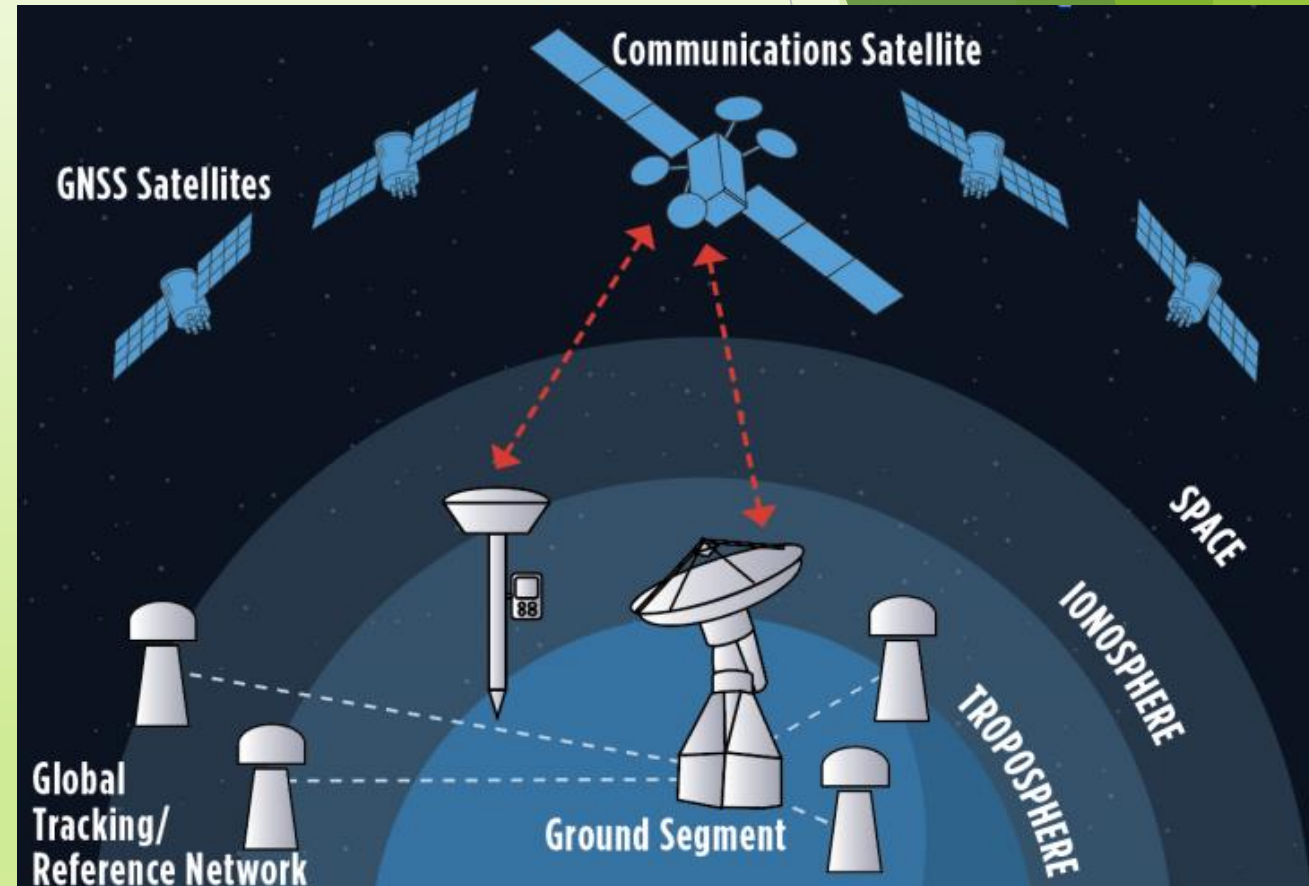 Communications Satellite
GNSS Satellites
SPACE
IONOSPHERE
TROPOSPHERE
88
Global
Tracking/
Reference Network
Ground Segment